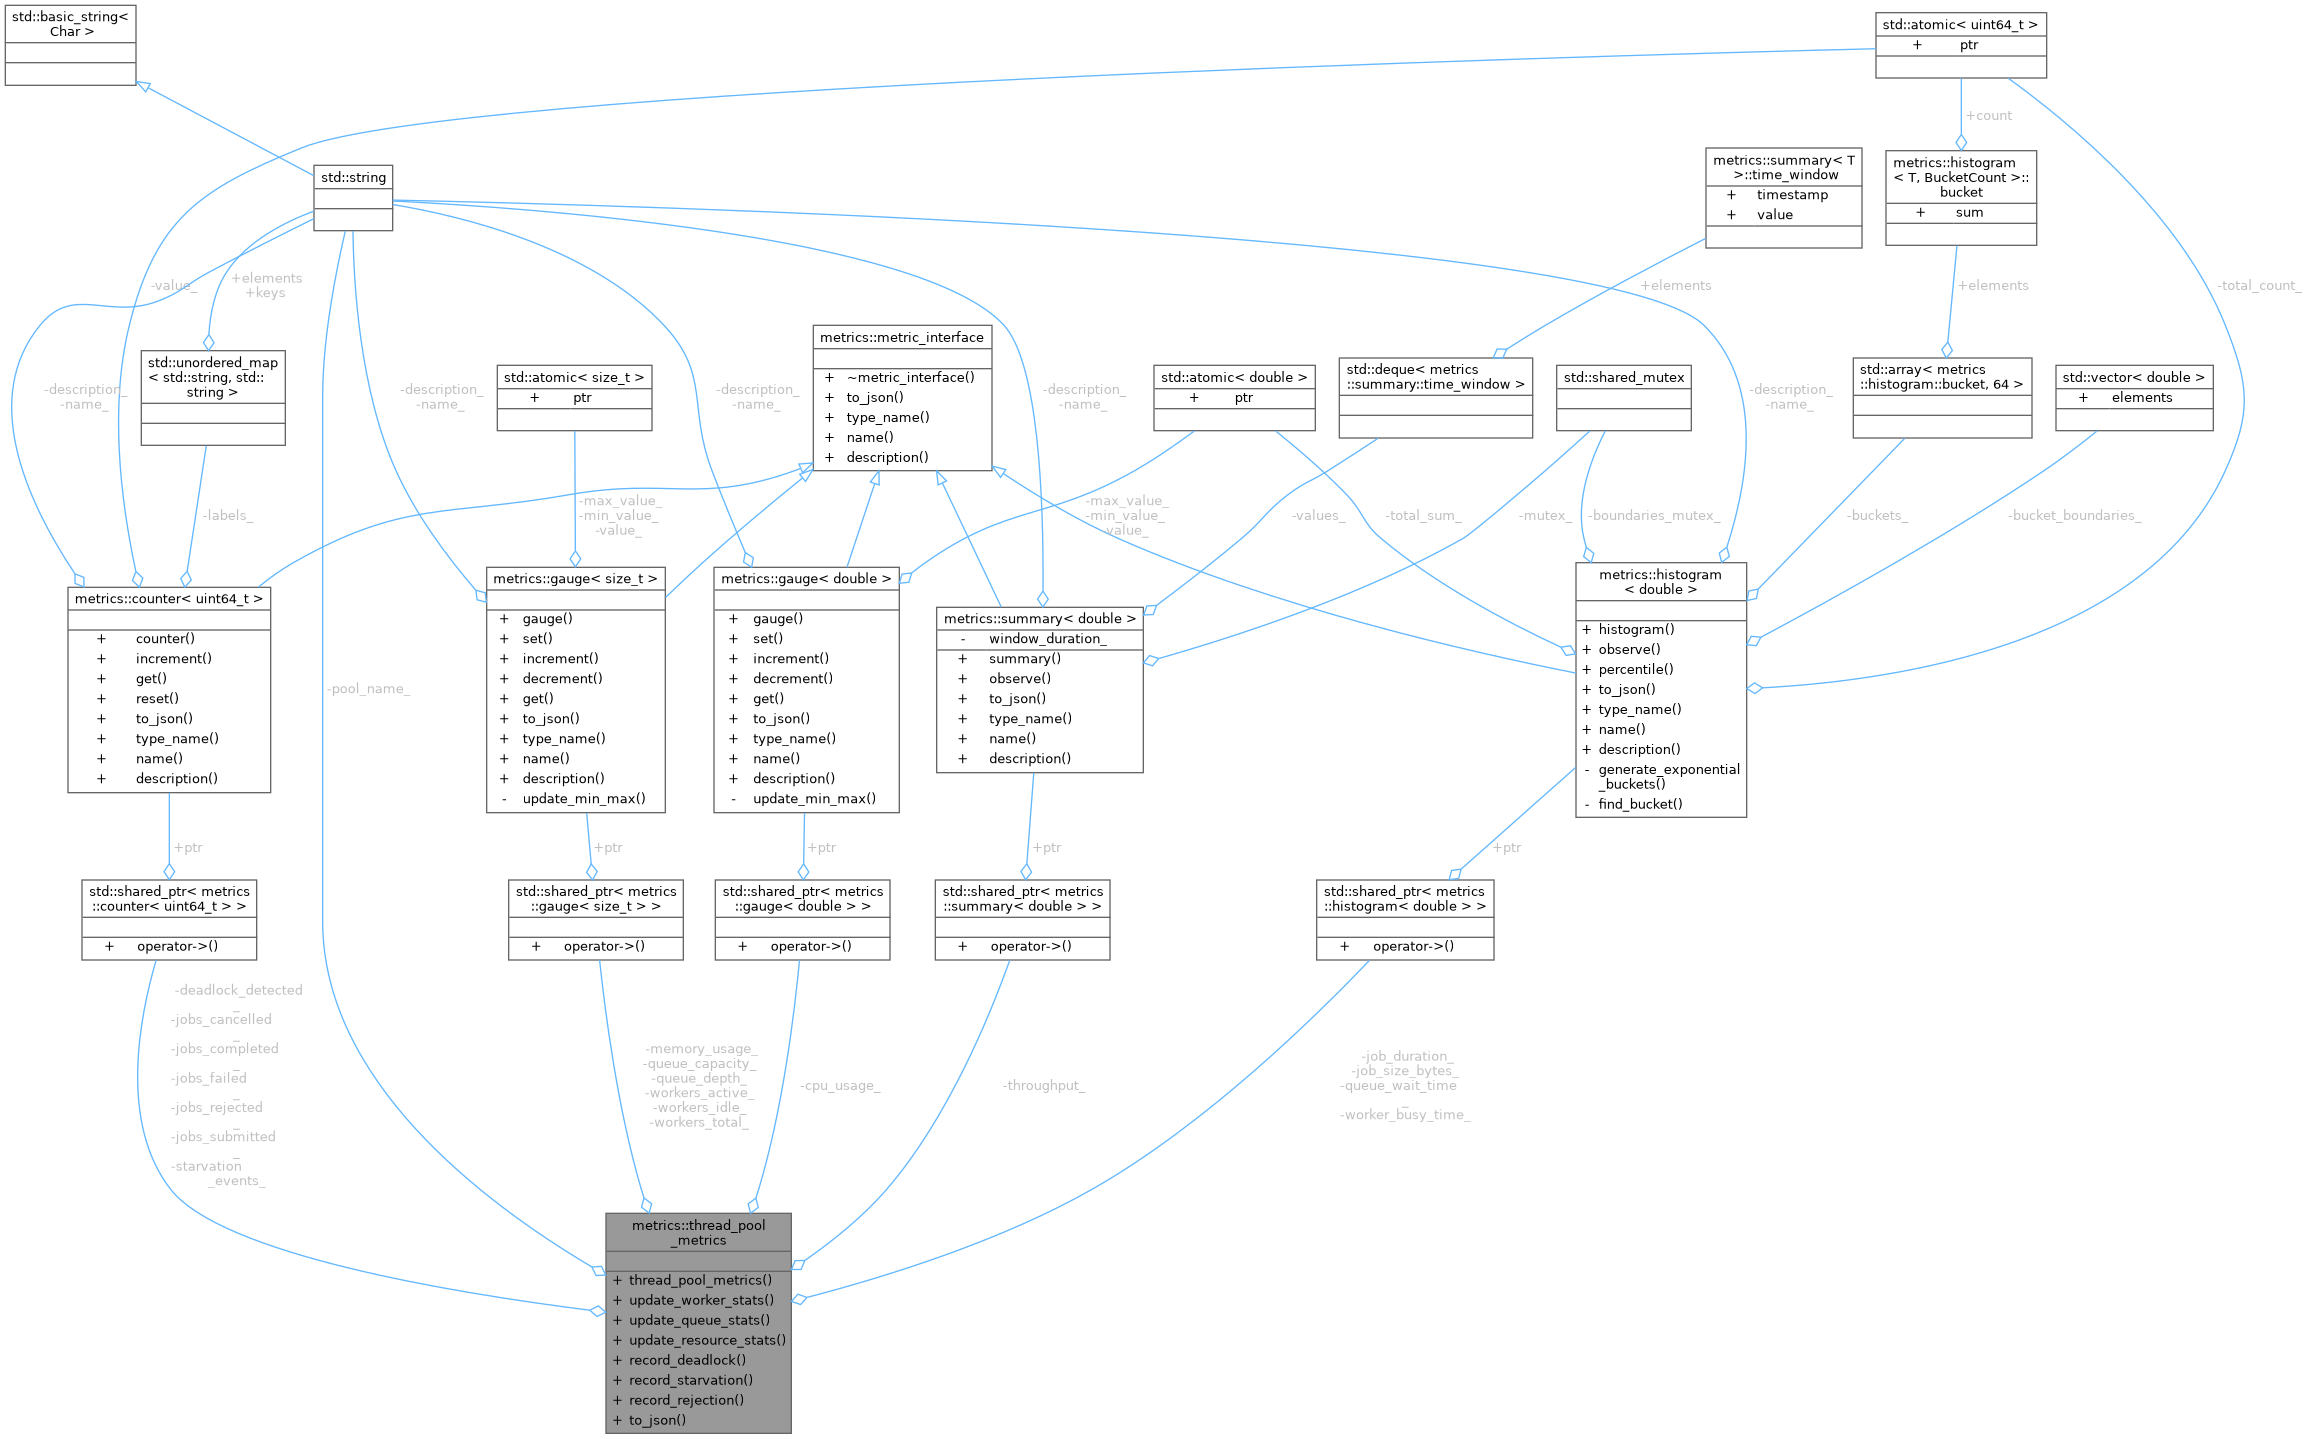 std::basic_string<
Char >
std::atomic< uint64_t >
+ ptr
+count
std::string
metrics::summary< T
>::time_window
+ timestamp
+ value
metrics::histogram
< T, BucketCount >::
bucket
+ sum
-value_
+elements
+keys
+elements
+elements
-total_count_
metrics::metric_interface
+ ~metric_interface()
+ to_json()
+ type_name()
+ name()
+ description()
std::unordered_map
< std::string, std::
string >
-description_
-name_
-description_
-name_
std::atomic< size_t >
+ ptr
-description_
-name_
-description_
-name_
std::atomic< double >
+ ptr
std::deque< metrics
::summary::time_window >
std::shared_mutex
-description_
-name_
std::array< metrics
::histogram::bucket, 64 >
std::vector< double >
+ elements
-labels_
-max_value_
-min_value_
-value_
-max_value_
-min_value_
-value_
-values_
-total_sum_
-mutex_
-boundaries_mutex_
-buckets_
-bucket_boundaries_
metrics::counter< uint64_t >
+ counter()
+ increment()
+ get()
+ reset()
+ to_json()
+ type_name()
+ name()
+ description()
-pool_name_
metrics::gauge< size_t >
+ gauge()
+ set()
+ increment()
+ decrement()
+ get()
+ to_json()
+ type_name()
+ name()
+ description()
- update_min_max()
metrics::gauge< double >
+ gauge()
+ set()
+ increment()
+ decrement()
+ get()
+ to_json()
+ type_name()
+ name()
+ description()
- update_min_max()
metrics::summary< double >
- window_duration_
+ summary()
+ observe()
+ to_json()
+ type_name()
+ name()
+ description()
metrics::histogram
< double >
+ histogram()
+ observe()
+ percentile()
+ to_json()
+ type_name()
+ name()
+ description()
- generate_exponential
_buckets()
- find_bucket()
+ptr
+ptr
+ptr
+ptr
+ptr
std::shared_ptr< metrics
::counter< uint64_t > >
+ operator->()
std::shared_ptr< metrics
::gauge< size_t > >
+ operator->()
std::shared_ptr< metrics
::gauge< double > >
+ operator->()
std::shared_ptr< metrics
::summary< double > >
+ operator->()
std::shared_ptr< metrics
::histogram< double > >
+ operator->()
-deadlock_detected
_
-jobs_cancelled
_
-jobs_completed
_
-jobs_failed
_
-jobs_rejected
_
-jobs_submitted
_
-starvation
_events_
-memory_usage_
-queue_capacity_
-queue_depth_
-workers_active_
-workers_idle_
-workers_total_
-cpu_usage_
-throughput_
-job_duration_
-job_size_bytes_
-queue_wait_time
_
-worker_busy_time_
metrics::thread_pool
_metrics
+ thread_pool_metrics()
+ update_worker_stats()
+ update_queue_stats()
+ update_resource_stats()
+ record_deadlock()
+ record_starvation()
+ record_rejection()
+ to_json()